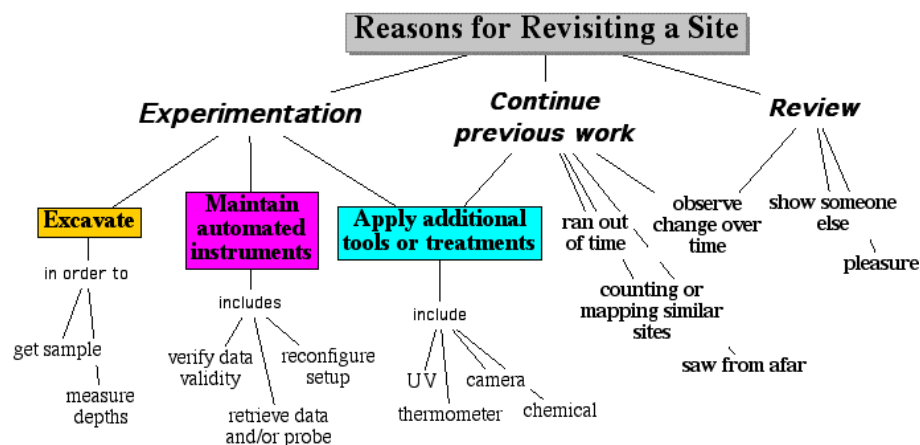 Reasons for Revisiting a Site
Experimentation
Continue
previous work
Review
Excavate
Maintain
automated
instruments
Apply additional
tools or treatments
ran out
of time
observe
change over
time
show someone
else
pleasure
in order to
includes
include
counting or
mapping similar
sites
saw from afar
get sample
measure
depths
verify data
validity
retrieve data
and/or probe
reconfigure
setup
UV
thermometer
camera
chemical